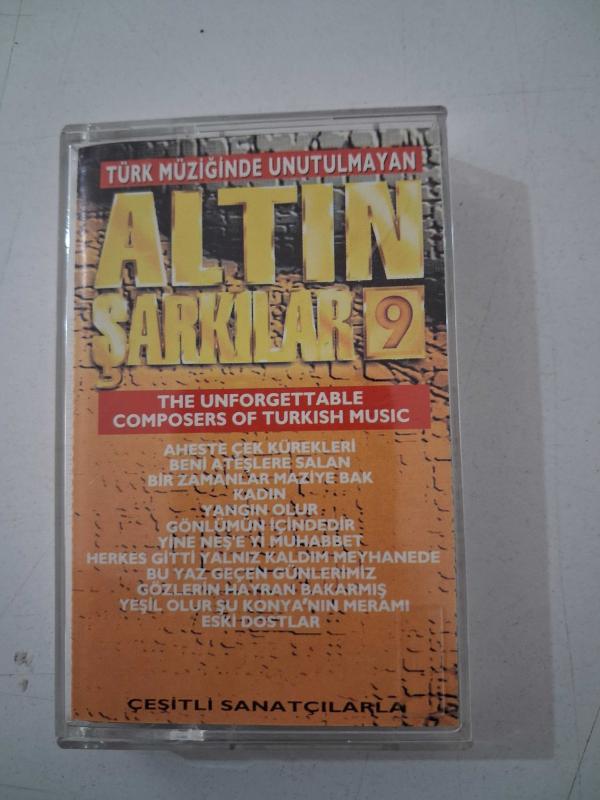 TÜRK MÜZİĞİNDE UNUTULMAYAN
ALTIN
ŞARKILAR 9
THE UNFORGETTABLE
COMPOSERS OF TURKISH MUSIC
AHESTE ÇEK KÜREKLERİ
BENİ ATEŞLERE SALAN
BİR ZAMANLAR MAZİYE BAK
KADIN
YANGIN OLUR
GÖNLÜMÜN İÇİNDEDİR
YİNE NEŞ'E Yİ MUHABBET
HERKES GİTTİ YALNIZ KALDIM MEYHANEDE
BU YAZ GEÇEN GÜNLERİMİZ
GÖZLERİN HAYRAN BAKARMIŞ
YEŞİL OLUR ŞU KONYA'NIN MERAMI
ESKİ DOSTLAR
ÇEŞİTLİ SANATÇILARLA